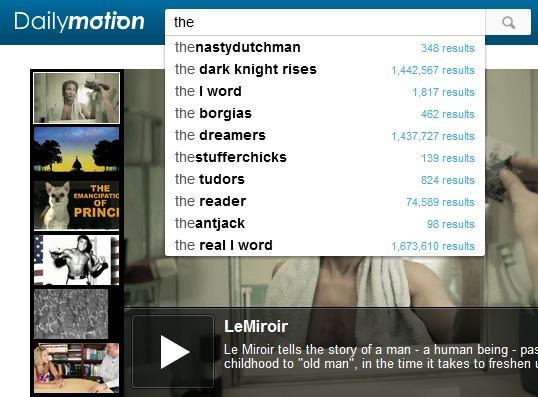 Dailymotion
the
thenastydutchman 348 results
the dark knight rises 1,442,567 results
the l word 1,817 results
the borgias 462 results
the dreamers 1,437,727 results
thestufferchicks 139 results
the tudors 824 results
the reader 74,589 results
theantjack 98 results
the real l word 1,673,610 results
THE
EMANCIPATIO
OF
PRINC
LeMiroir
Le Miroir tells the story of a man - a human being - pas
childhood to "old man", in the time it takes to freshen u